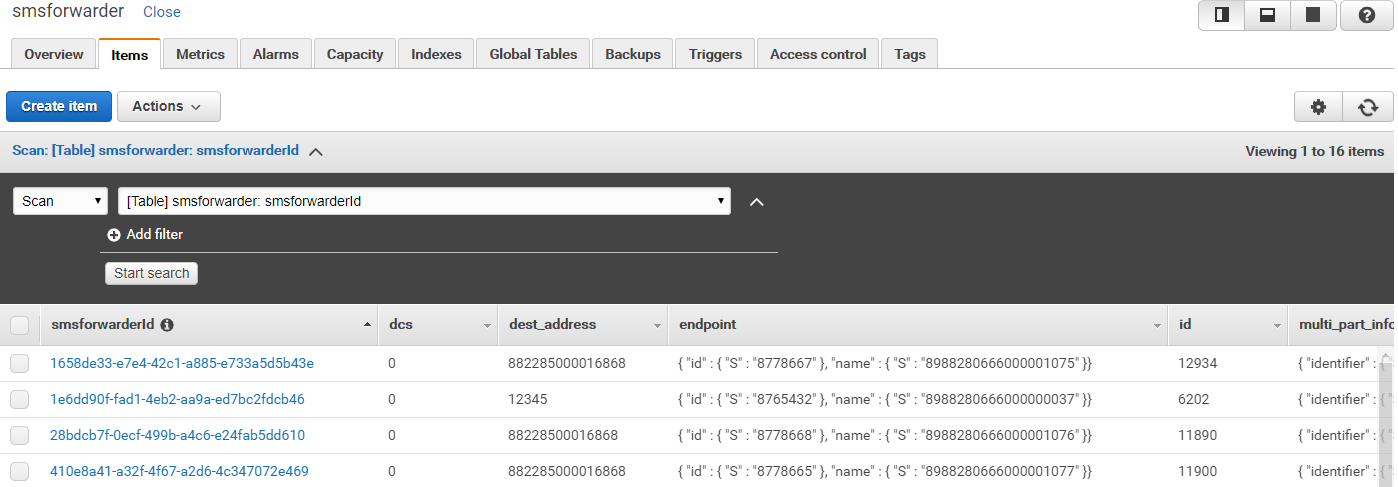 smsforwarder Close
Overview Items Metrics Alarms Capacity Indexes Global Tables Backups Triggers Access control Tags
Create item Actions
Scan: [Table] smsforwarder: smsforwarderId Viewing 1 to 16 items
Scan [Table] smsforwarder: smsforwarderId
Add filter
Start search
smsforwarderId dcs dest_address endpoint id multi_part_info
1658de33-e7e4-42c1-a885-e733a5d5b43e 0 882285000016868 { "id" : { "S" : "8778667" }, "name" : { "S" : "8988280666000001075" }} 12934 { "identifier" : {
1e6dd90f-fad1-4eb2-aa9a-ed7bc2fdcb46 0 12345 { "id" : { "S" : "8765432" }, "name" : { "S" : "8988280666000000037" }} 6202 { "identifier" : { "S
28bdcb7f-0ecf-499b-a4c6-e24fab5dd610 0 88228500016868 { "id" : { "S" : "8778668" }, "name" : { "S" : "8988280666000001076" }} 11890 { "identifier" : { "S
410e8a41-a32f-4f67-a2d6-4c347072e469 0 882285000016868 { "id" : { "S" : "8778665" }, "name" : { "S" : "8988280666000001077" }} 11900 { "identifier" : { "S